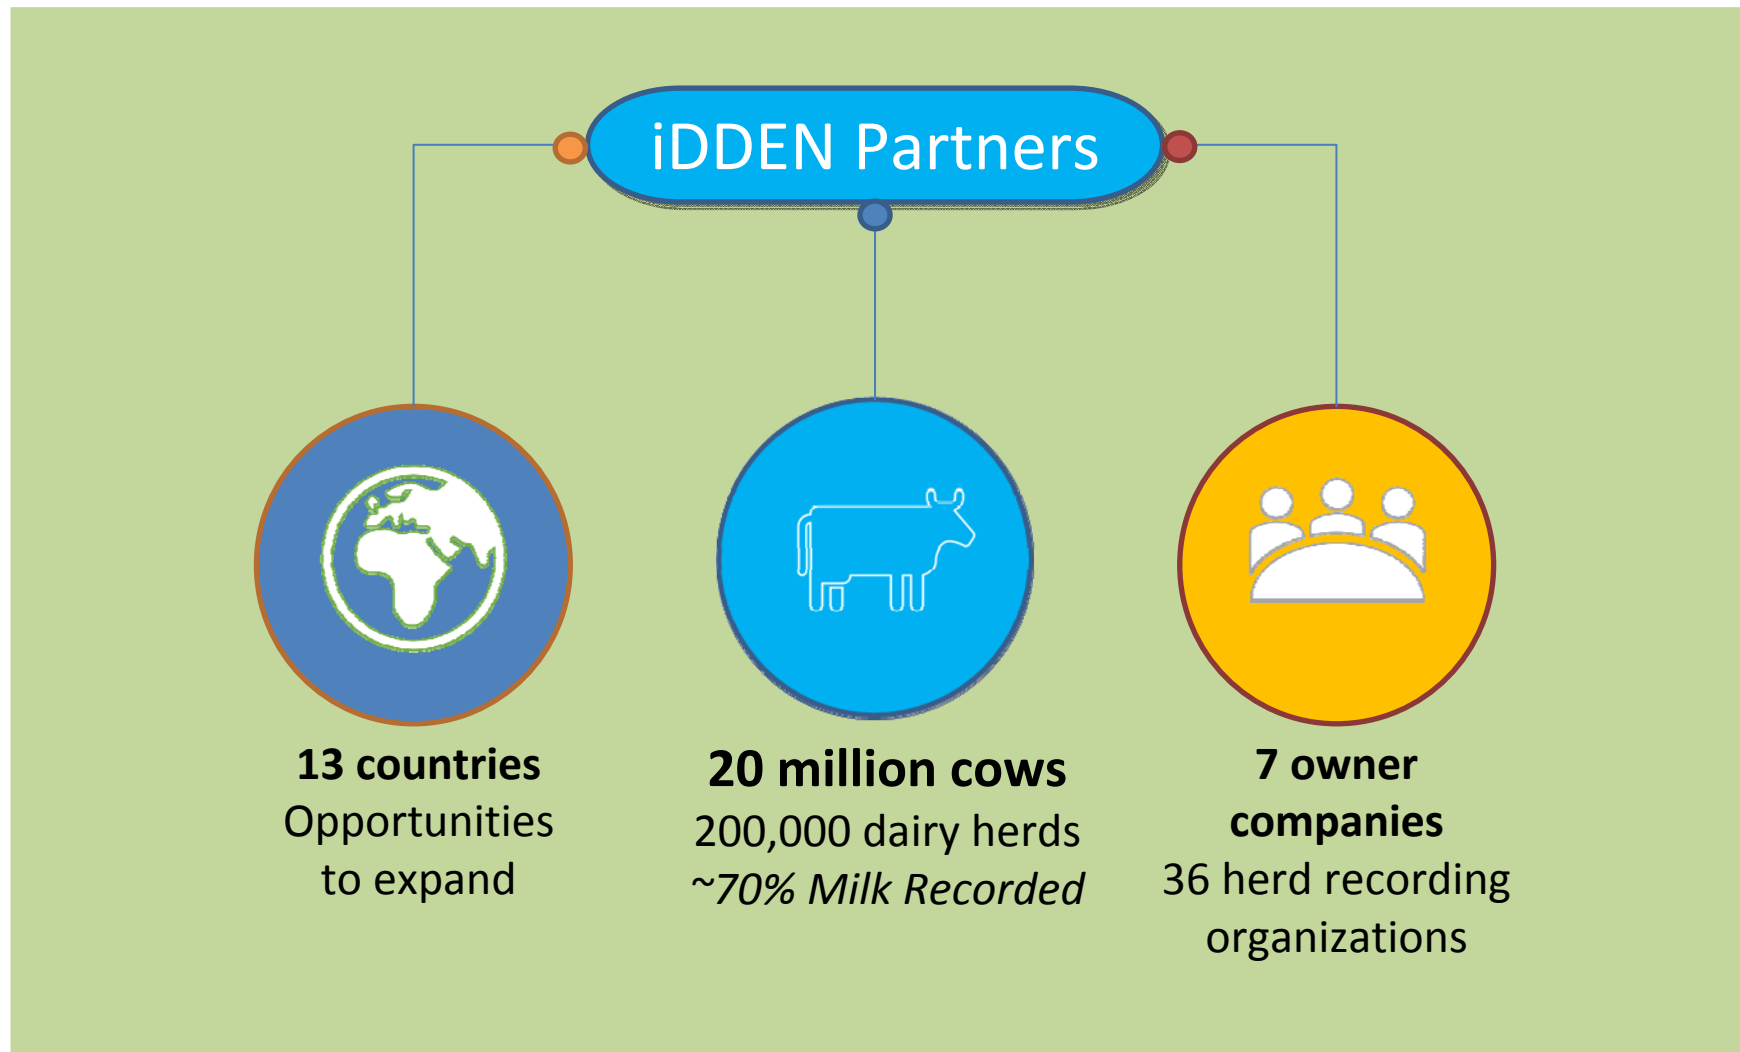 iDDEN Partners
13 countries
Opportunities
to expand
20 million cows
200,000 dairy herds
~70% Milk Recorded
7 owner
companies
36 herd recording
organizations